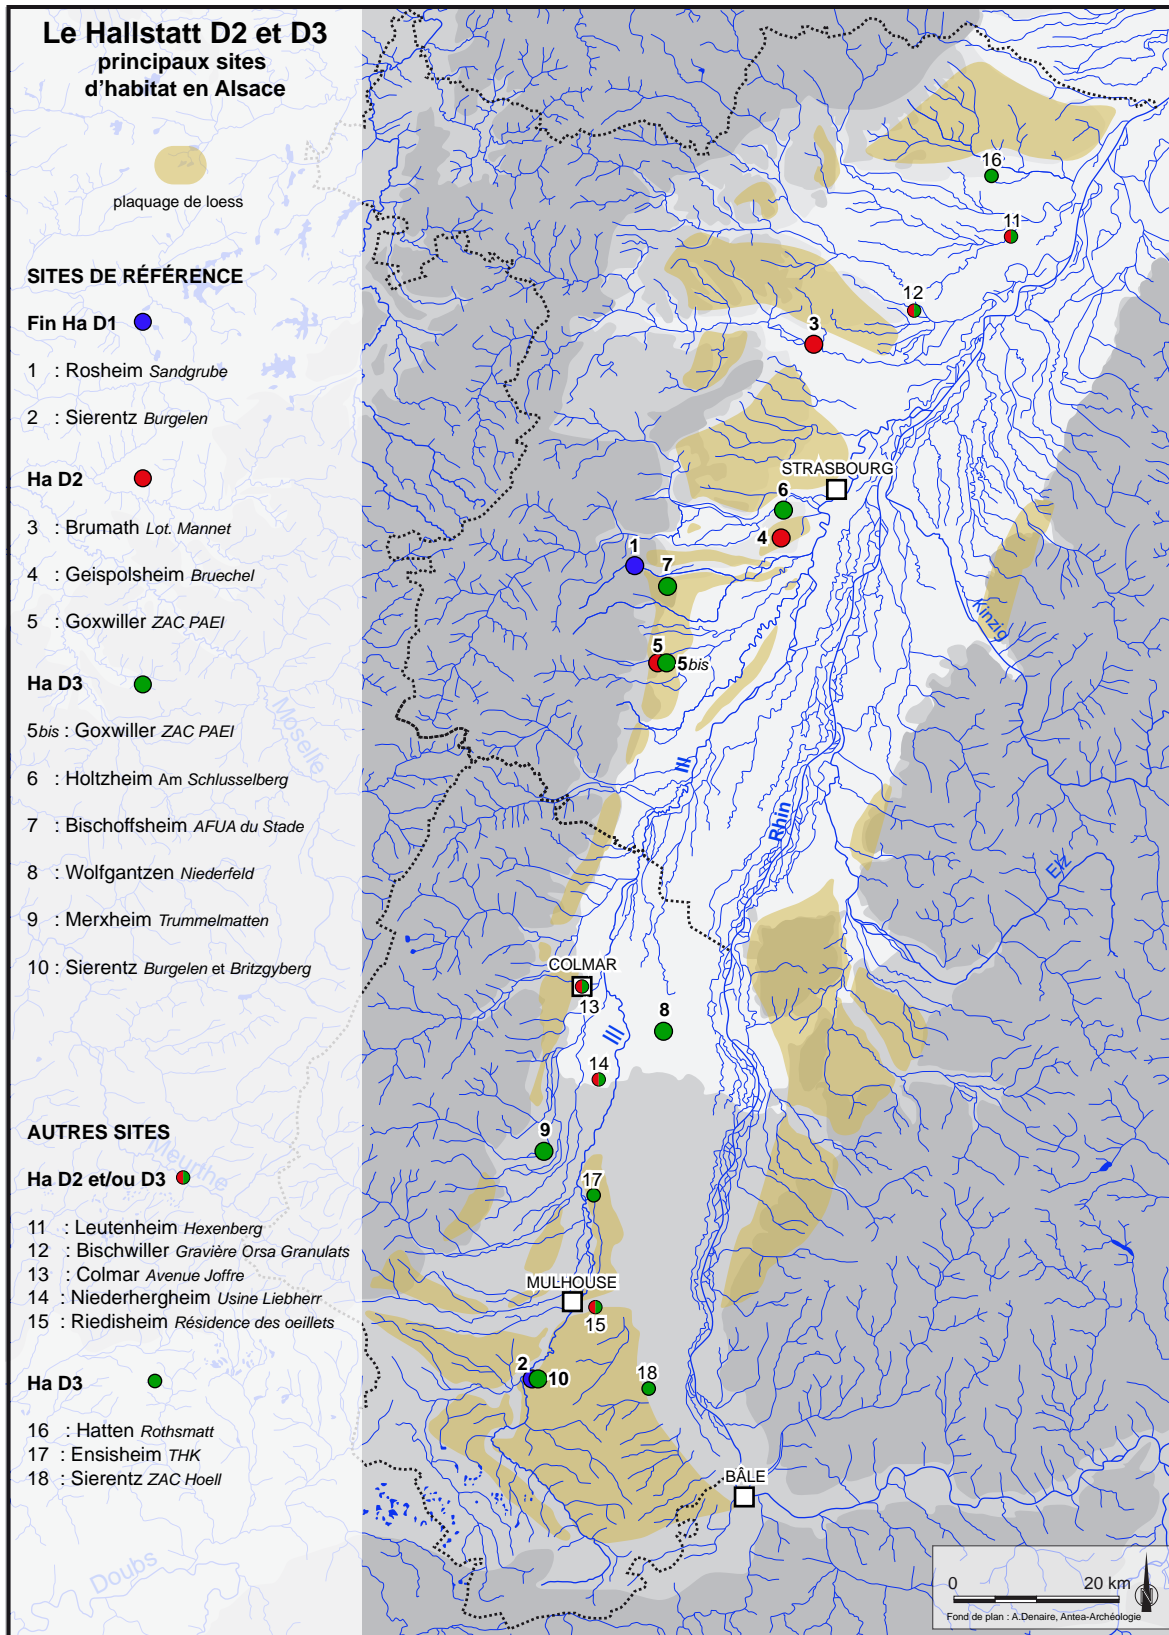 Le Hallstatt D2 et D3
principaux sites
d'habitat en Alsace
plaquage de loess
SITES DE RÉFÉRENCE
Fin Ha D1
1 : Rosheim Sandgrube
2 : Sierentz Burgelen
Ha D2
3 : Brumath Lot. Mannet
4 : Geispolsheim Bruechel
5 : Goxwiller ZAC PAEI
Ha D3
5bis : Goxwiller ZAC PAEI
6 : Holtzheim Am Schlusselberg
7 : Bischoffsheim AFUA du Stade
8 : Wolfgantzen Niederfeld
9 : Merxheim Trummelmatten
10 : Sierentz Burgelen et Britzgyberg
AUTRES SITES
Ha D2 et/ou D3
11 : Leutenheim Hexenberg
12 : Bischwiller Gravière Orsa Granulats
13 : Colmar Avenue Joffre
14 : Niederhergheim Usine Liebherr
15 : Riedisheim Résidence des oeillets
Ha D3
16 : Hatten Rothsmatt
17 : Ensisheim THK
18 : Sierentz ZAC Hoell
Moselle
Meurthe
Doubs
16
11
12
3
STRASBOURG
6
4
1
7
5
5bis
Kinzig
Ill
Rhin
Elz
COLMAR
13
8
Ill
14
9
17
MULHOUSE
15
2
10
18
BÂLE
0 20 km
N
Fond de plan : A.Denaire, Antea-Archéologie